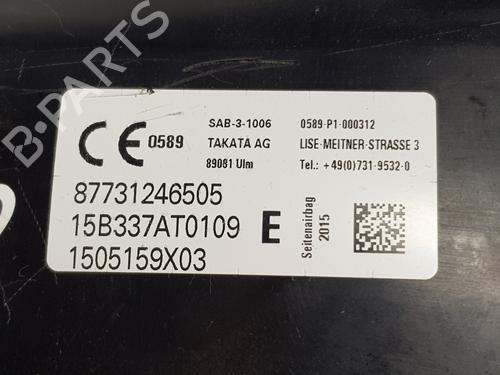 B-PARTS
CE 0589
SAB-3-1006
TAKATA AG
89081 Ulm
0589-P1-000312
LISE-MEITNER-STRASSE 3
Tel.: +49(0)731-9532-0
87731246505
15B337AT0109
1505159X03
E
Seitenairbag
2015